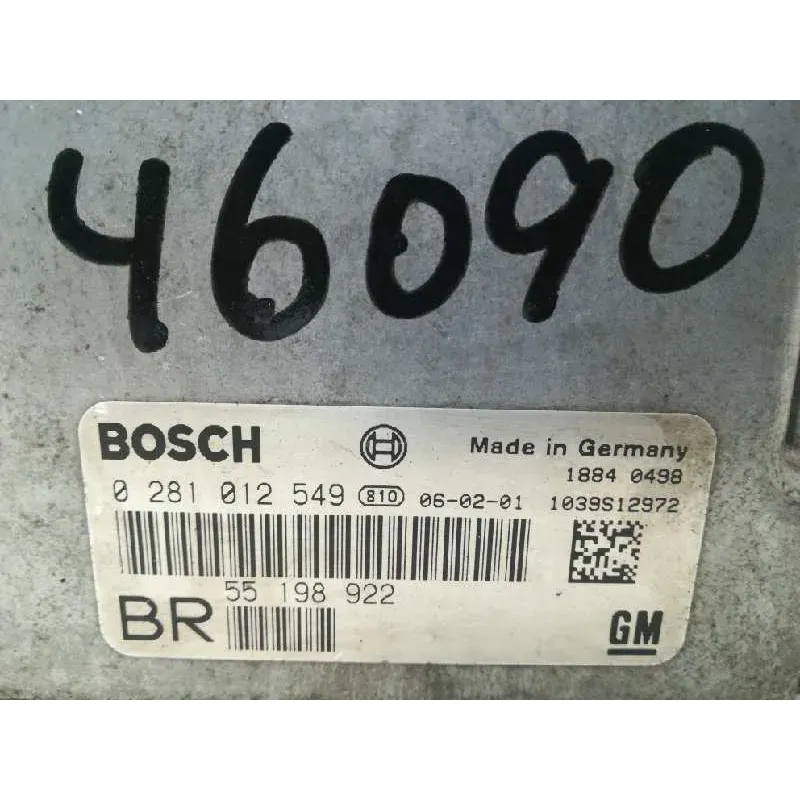 46090
BOSCH Made in Germany
1884 0498
0 281 012 549 810 06-02-01 1039S12972
55 198 922
BR GM